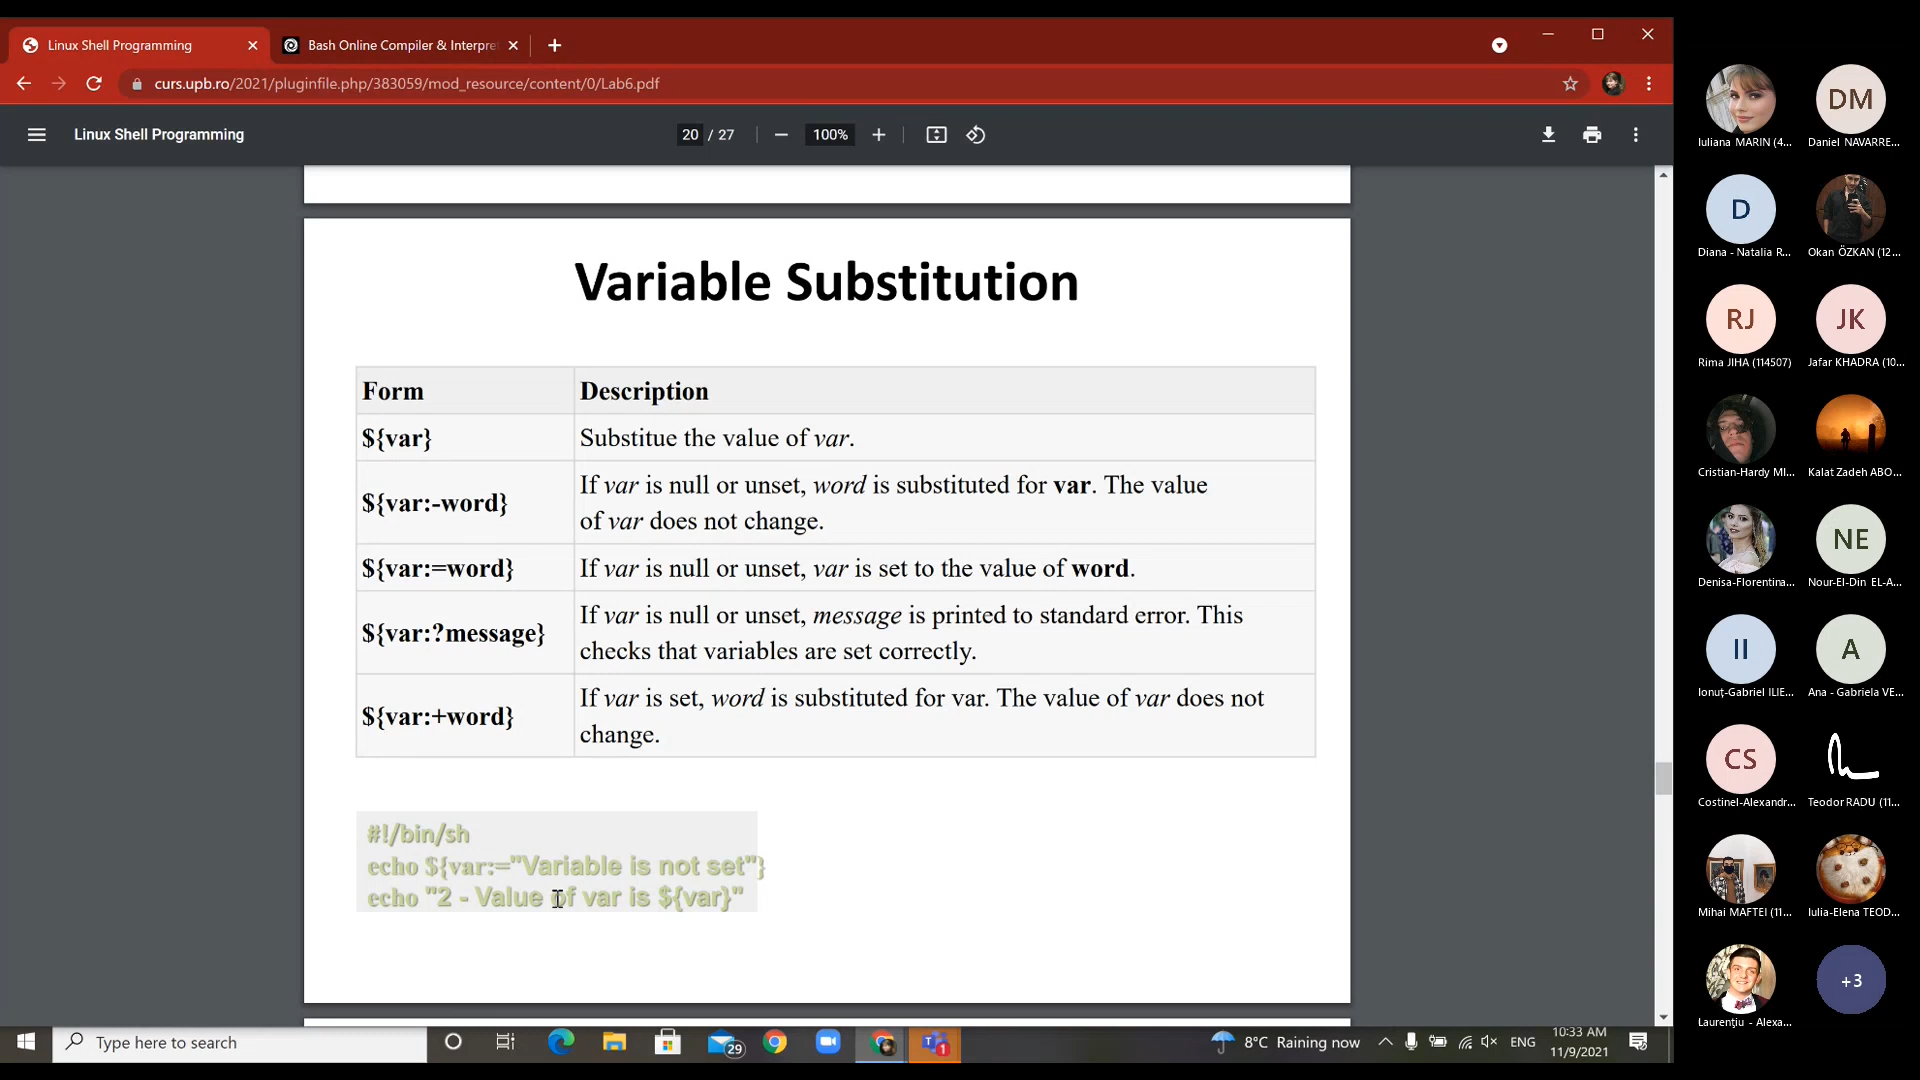 Linux Shell Programming
Bash Online Compiler & Interpre
curs.upb.ro/2021/pluginfile.php/383059/mod_resource/content/0/Lab6.pdf
Linux Shell Programming
20 / 27
100%
Variable Substitution
Form Description
${var} Substitue the value of var.
${var:-word} If var is null or unset, word is substituted for var. The value
of var does not change.
${var:=word} If var is null or unset, var is set to the value of word.
${var:?message} If var is null or unset, message is printed to standard error. This
checks that variables are set correctly.
${var:+word} If var is set, word is substituted for var. The value of var does not
change.
#!/bin/sh
echo ${var:="Variable is not set"}
echo "2 - Value of var is ${var}"
DM
Iuliana MARIN (4... Daniel NAVARRE...
D
Diana - Natalia R... Okan ÖZKAN (12...
RJ JK
Rima JIHA (114507) Jafar KHADRA (10...
Cristian-Hardy MI... Kalat Zadeh ABO...
NE
Denisa-Florentina... Nour-El-Din EL-A...
II A
Ionuț-Gabriel ILIE... Ana - Gabriela VE...
CS
Costinel-Alexandr... Teodor RADU (11...
Mihai MAFTEI (11... Iulia-Elena TEOD...
+3
Laurențiu - Alexa...
Type here to search
29
1
8°C Raining now
ENG
10:33 AM
11/9/2021